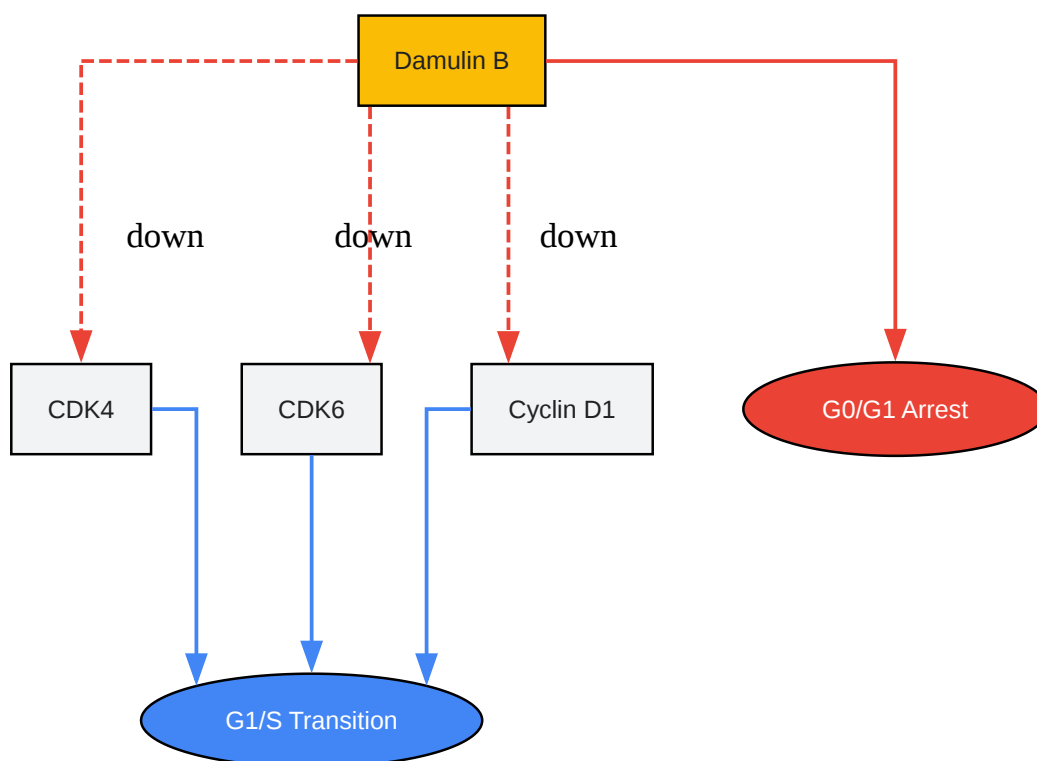 Damulin B
down
down
down
CDK4
CDK6
Cyclin D1
G0/G1 Arrest
G1/S Transition